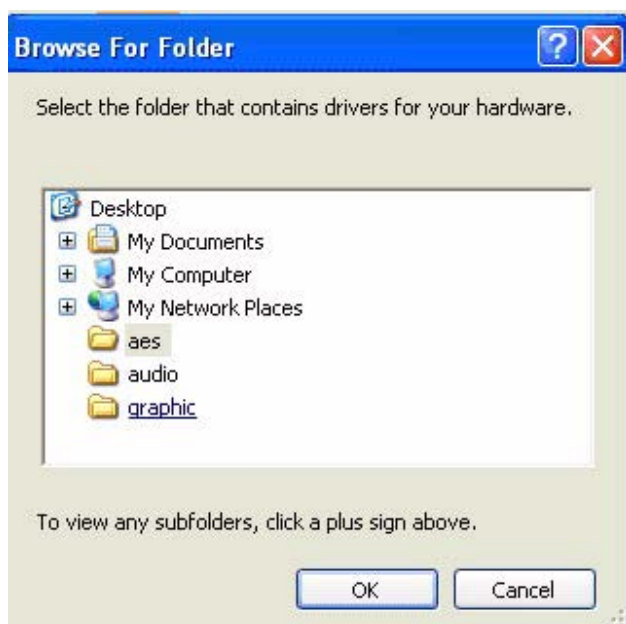 Browse For Folder
Select the folder that contains drivers for your hardware.
Desktop
My Documents
My Computer
My Network Places
aes
audio
graphic
To view any subfolders, click a plus sign above.
OK Cancel